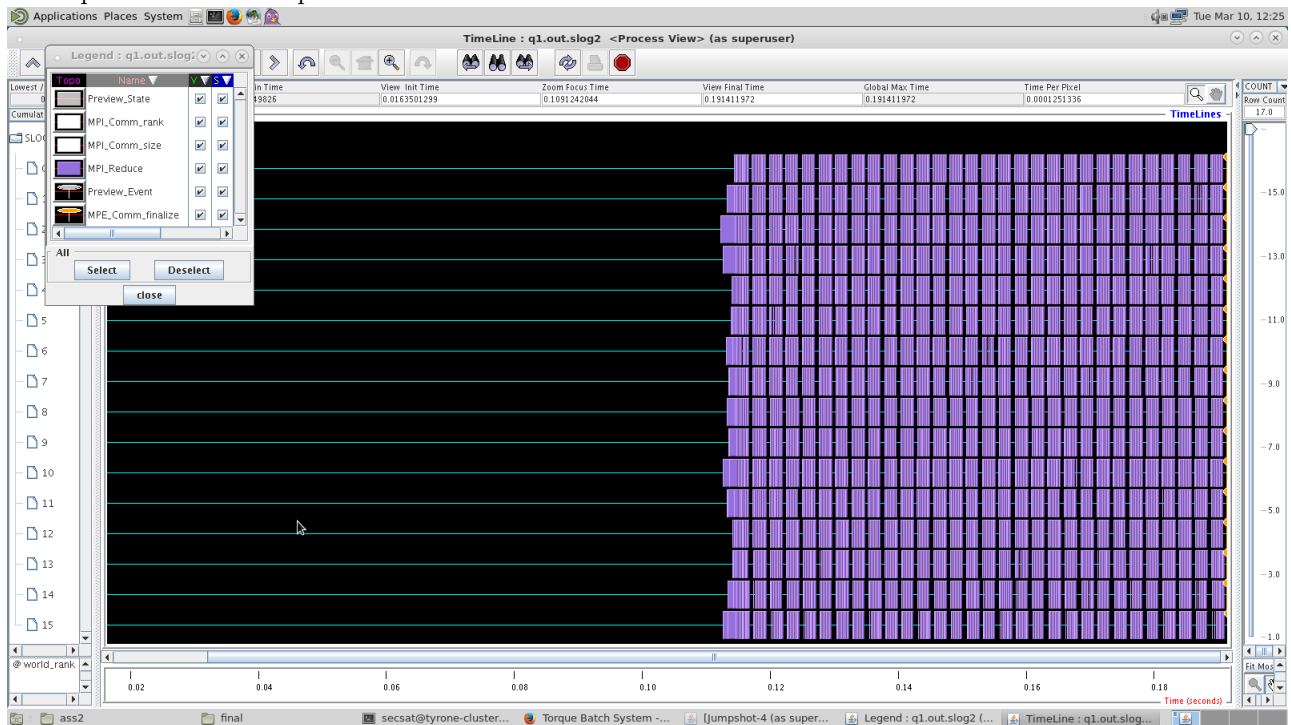 Applications Places System Tue Mar 10, 12:25
TimeLine : q1.out.slog2 <Process View> (as superuser)
Legend : q1.out.slog
Lowest / in Time View Init Time Zoom Focus Time View Final Time Global Max Time Time Per Pixel
49826 0.0163501299 0.1091242044 0.191411972 0.191411972 0.0001251336
Cumulat TimeLines
COUNT
Row Count
17.0
Topo Name V S
Preview_State
MPI_Comm_rank
MPI_Comm_size
MPI_Reduce
Preview_Event
MPE_Comm_finalize
All
Select Deselect
close
SLO
5
6
7
8
9
10
11
12
13
14
15
15.0
13.0
11.0
9.0
7.0
5.0
3.0
1.0
@ world_rank
Fit Mos
0.02 0.04 0.06 0.08 0.10 0.12 0.14 0.16 0.18
Time (seconds)
ass2 final secsat@tyrone-cluster... Torque Batch System -... [Jumpshot-4 (as super... Legend : q1.out.slog2 (... TimeLine : q1.out.slog...